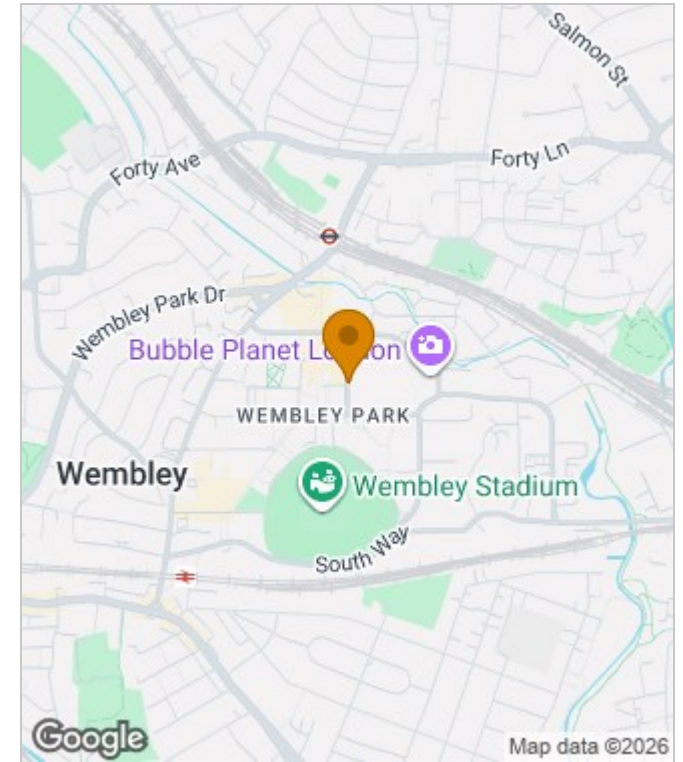 Salmon St
Forty Ave
Forty Ln
Wembley Park Dr
Bubble Planet
WEMBLEY PARK
Wembley
Wembley Stadium
South Way
Google
Map data ©2026